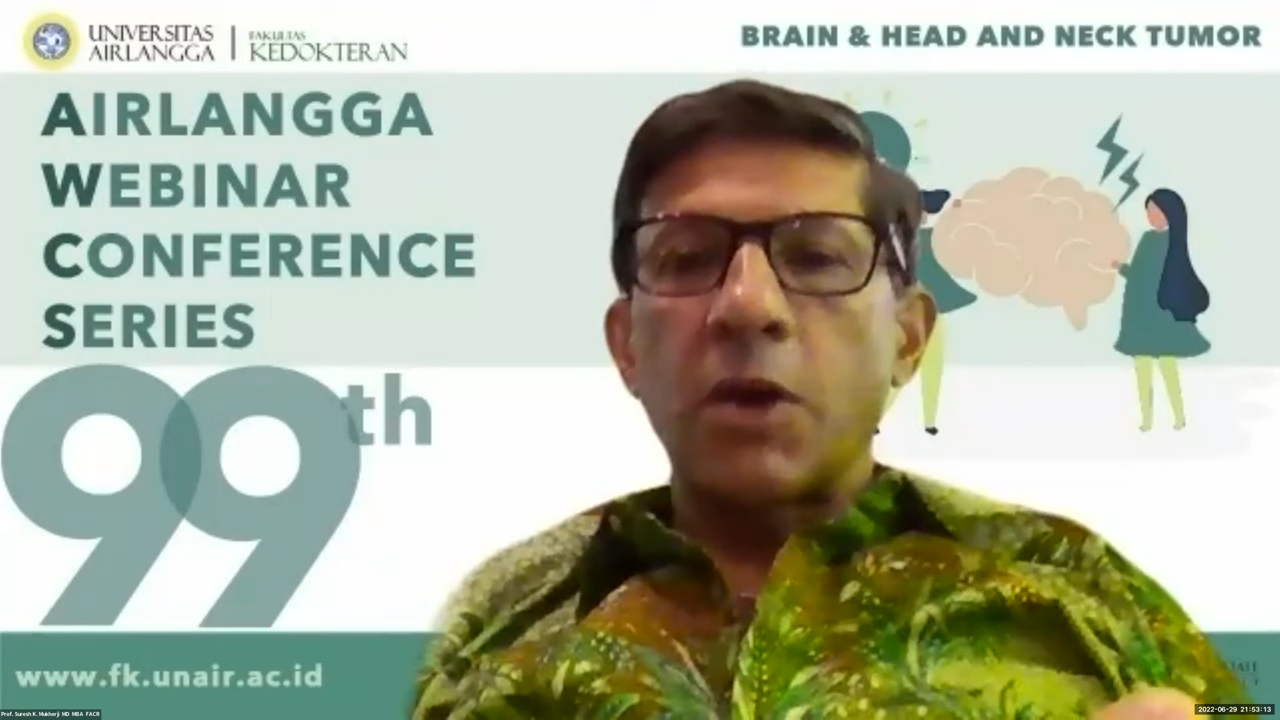 UNIVERSITAS
AIRLANGGA
FAKULTAS
KEDOKTERAN
BRAIN & HEAD AND NECK TUMOR
AIRLANGGA
WEBINAR
CONFERENCE
SERIES
99th
www.fk.unair.ac.id
Prof. Suresh K. Mukherji MD MBA FACR
2022-06-29 21:53:13